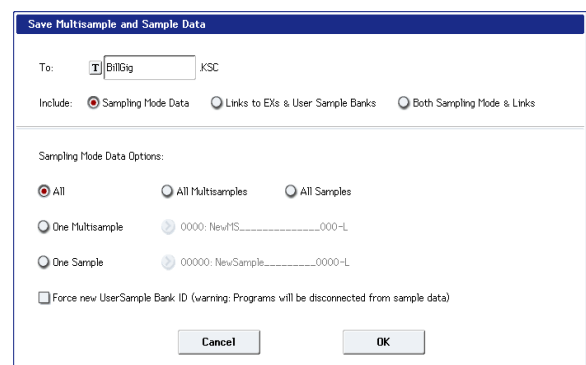 Save Multisample and Sample Data
To: T BillGig .KSC
Include: Sampling Mode Data Links to EXs & User Sample Banks Both Sampling Mode & Links
Sampling Mode Data Options:
All All Multisamples All Samples
One Multisample 0000: NewMS______________000-L
One Sample 00000: NewSample_________0000-L
Force new UserSample Bank ID (warning: Programs will be disconnected from sample data)
Cancel OK